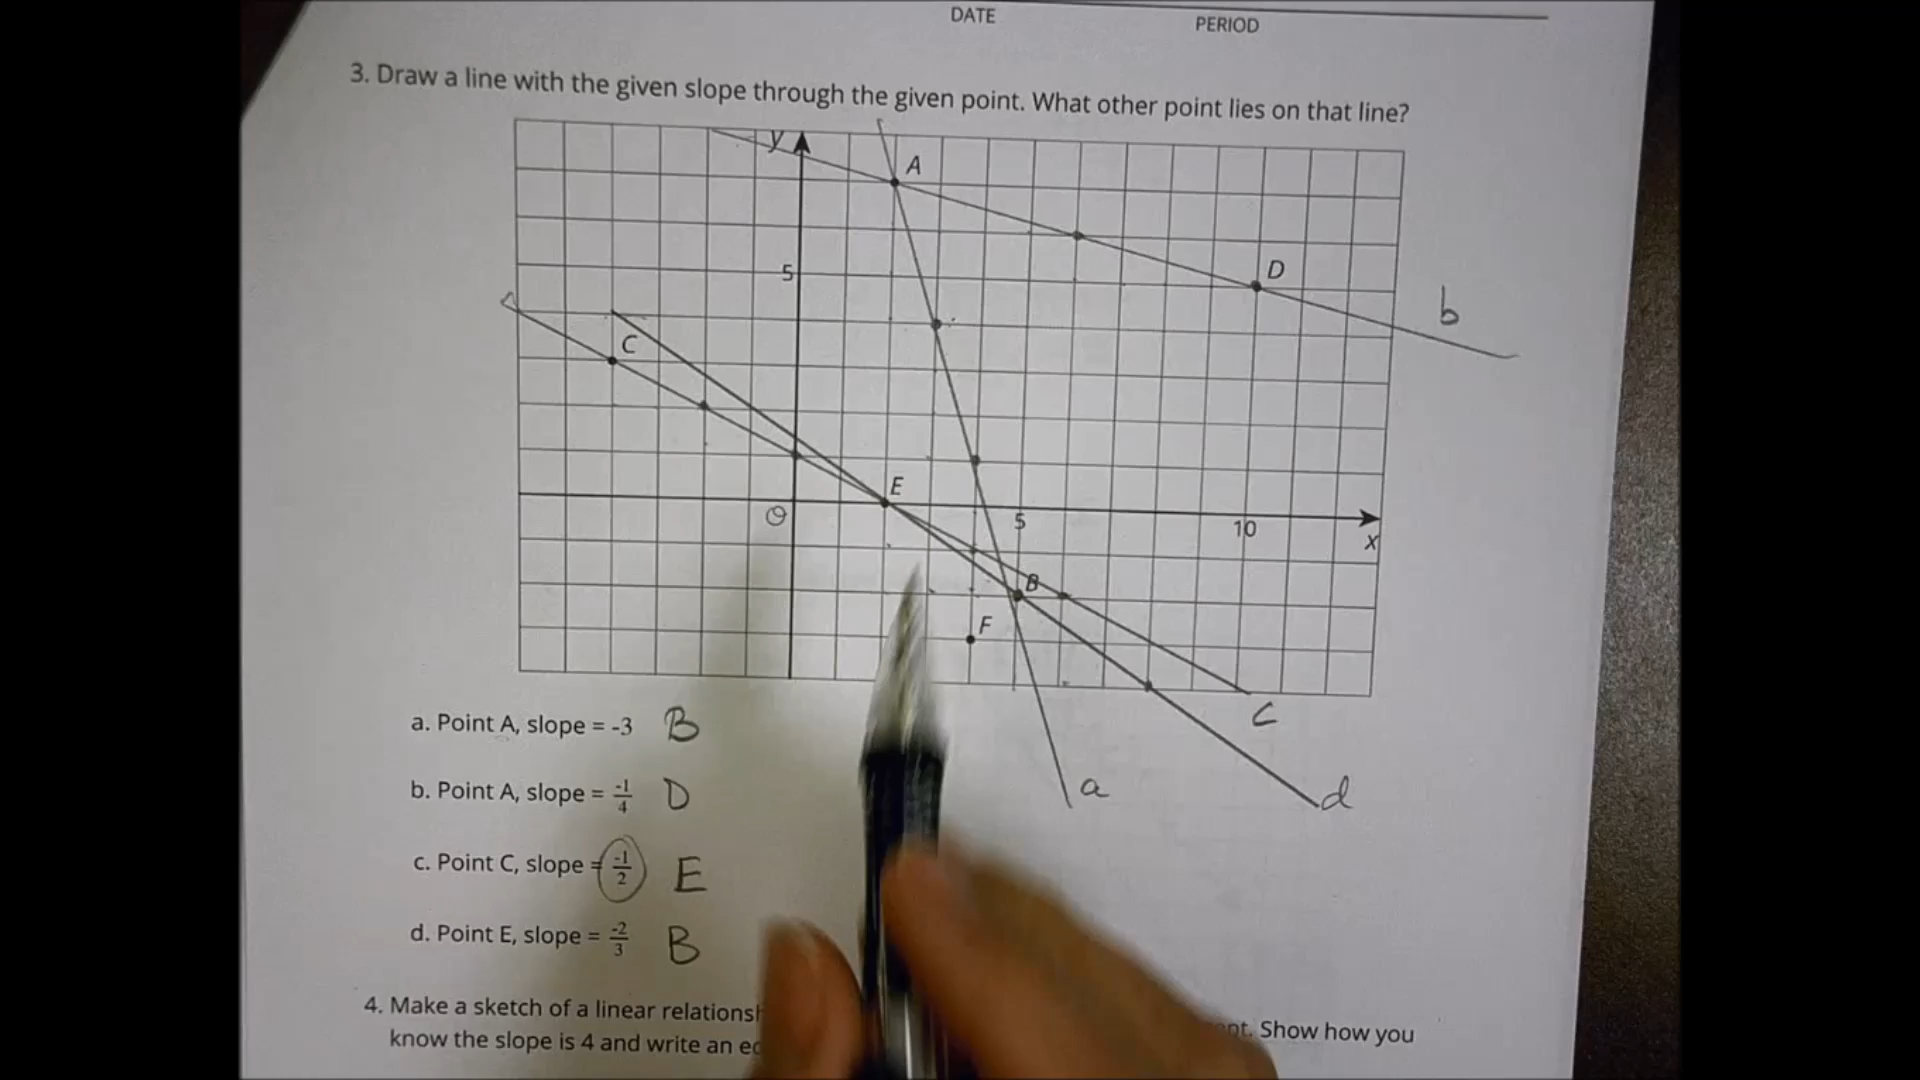 DATE
PERIOD
3. Draw a line with the given slope through the given point. What other point lies on that line?
y
A
5
D
b
C
E
O
5
10
x
B
F
C
a
d
a. Point A, slope = -3 B
b. Point A, slope = -1/4 D
c. Point C, slope = -1/2 E
d. Point E, slope = -2/3 B
4. Make a sketch of a linear Show how you
know the slope is 4 and write an